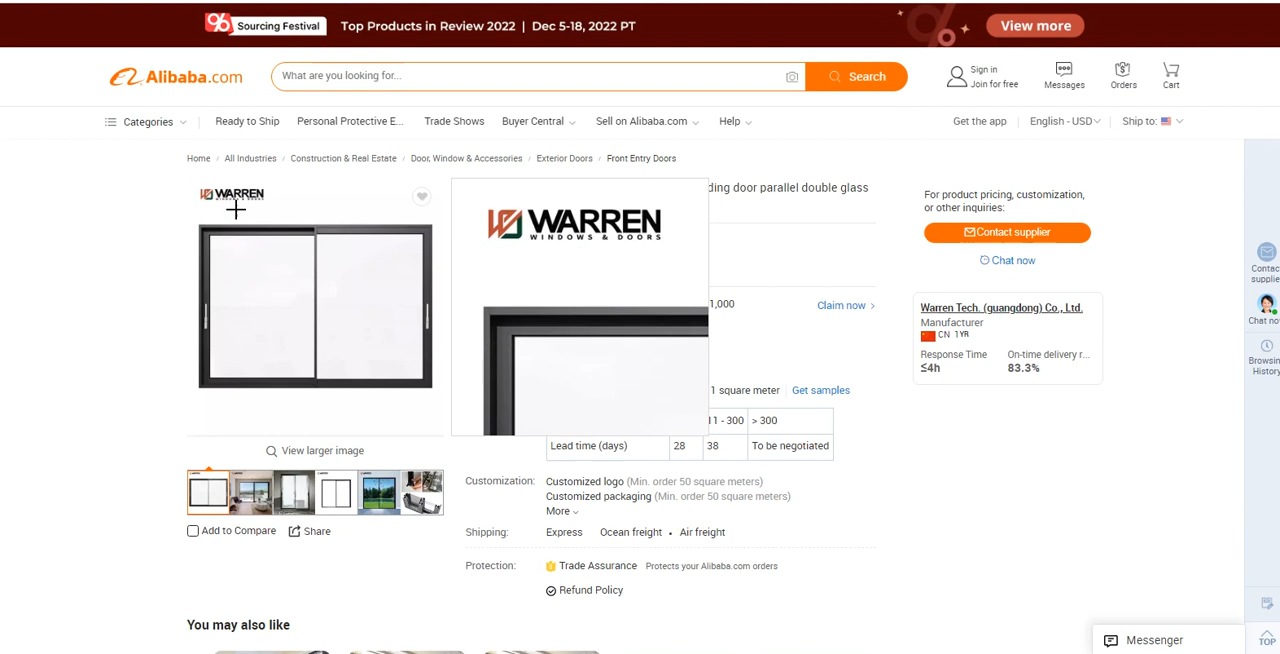 96 Sourcing Festival Top Products in Review 2022 | Dec 5-18, 2022 PT View more
Alibaba.com What are you looking for... Search Sign in
Join for free
Messages Orders Cart
Categories Ready to Ship Personal Protective E... Trade Shows Buyer Central Sell on Alibaba.com Help Get the app English - USD Ship to:
Home / All Industries / Construction & Real Estate / Door, Window & Accessories / Exterior Doors / Front Entry Doors
WARREN
WINDOWS & DOORS
WARREN
WINDOWS & DOORS
ding door parallel double glass
1,000 Claim now >
1 square meter Get samples
11 - 300 > 300
Lead time (days) 28 38 To be negotiated
View larger image
Add to Compare Share
Customization: Customized logo (Min. order 50 square meters)
Customized packaging (Min. order 50 square meters)
More
Shipping: Express Ocean freight • Air freight
Protection: Trade Assurance Protects your Alibaba.com orders
Refund Policy
For product pricing, customization,
or other inquiries:
Contact supplier
Chat now
Warren Tech. (guangdong) Co., Ltd.
Manufacturer
CN 1YR
Response Time On-time delivery r...
≤4h 83.3%
Contac
supplie
Chat no
Browsin
History
You may also like
Messenger
TOP